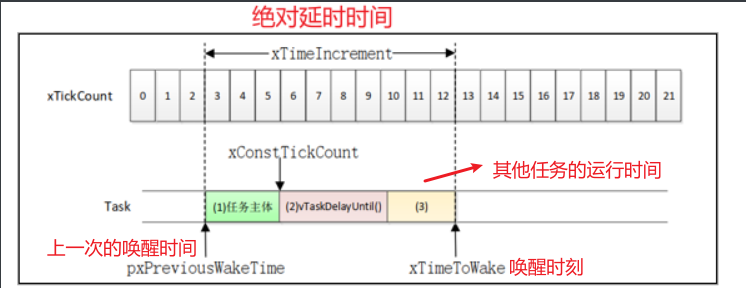 绝对延时时间
xTimeIncrement
xTickCount 0 1 2 3 4 5 6 7 8 9 10 11 12 13 14 15 16 17 18 19 20 21
xConstTickCount
其他任务的运行时间
Task (1)任务主体 (2)vTaskDelayUntil() (3)
上一次的唤醒时间
pxPreviousWakeTime
xTimeToWake 唤醒时刻